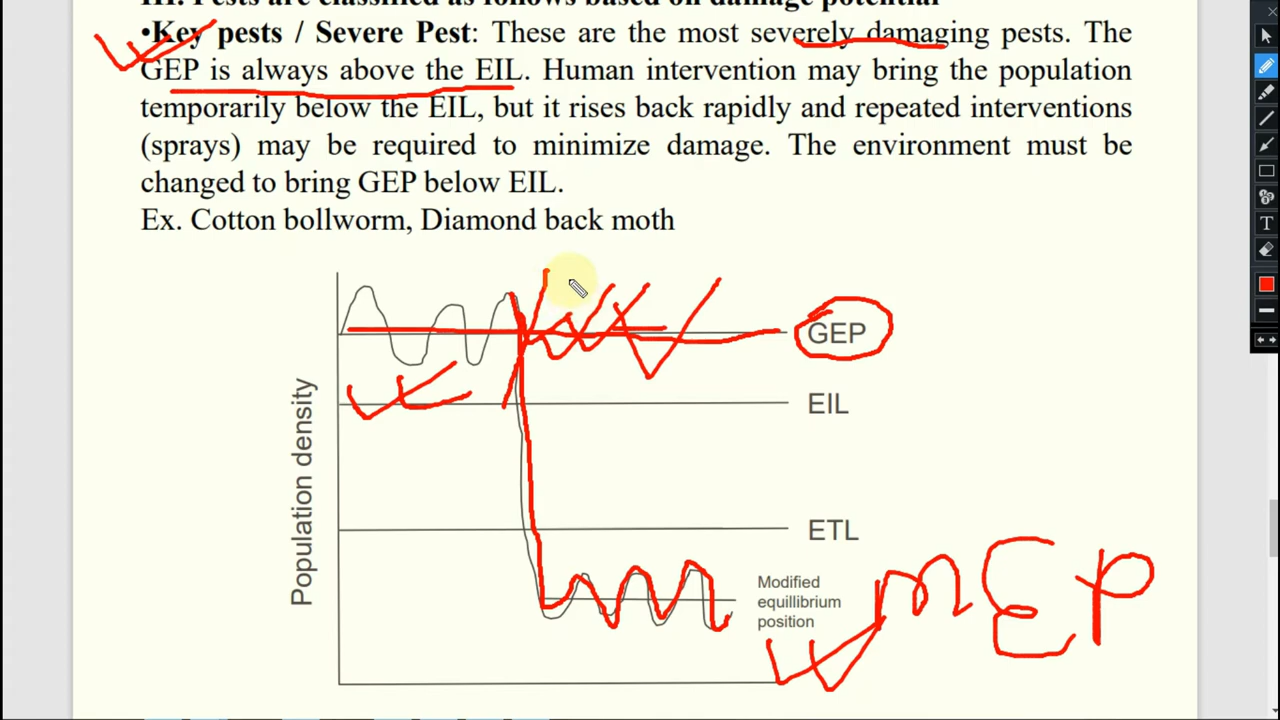 III. Pests are classified as follows based on damage potential
•Key pests / Severe Pest: These are the most severely damaging pests. The
GEP is always above the EIL. Human intervention may bring the population
temporarily below the EIL, but it rises back rapidly and repeated interventions
(sprays) may be required to minimize damage. The environment must be
changed to bring GEP below EIL.
Ex. Cotton bollworm, Diamond back moth
GEP
EIL
Population density
ETL
Modified
equillibrium
position
MEP